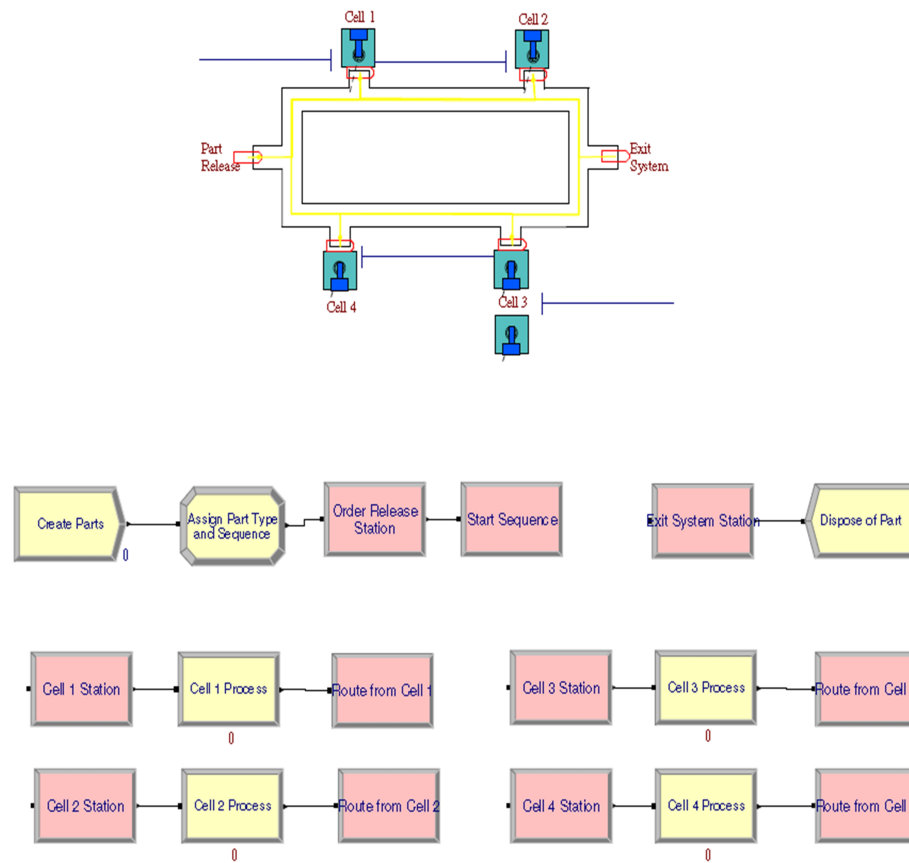 Cell 1
Cell 2
Part
Release
Exit
System
Cell 4
Cell 3
Create Parts
0
Assign Part Type
and Sequence
Order Release
Station
Start Sequence
Exit System Station
Dispose of Part
Cell 1 Station
Cell 1 Process
0
Route from Cell 1
Cell 3 Station
Cell 3 Process
0
Route from Cell
Cell 2 Station
Cell 2 Process
0
Route from Cell 2
Cell 4 Station
Cell 4 Process
0
Route from Cell